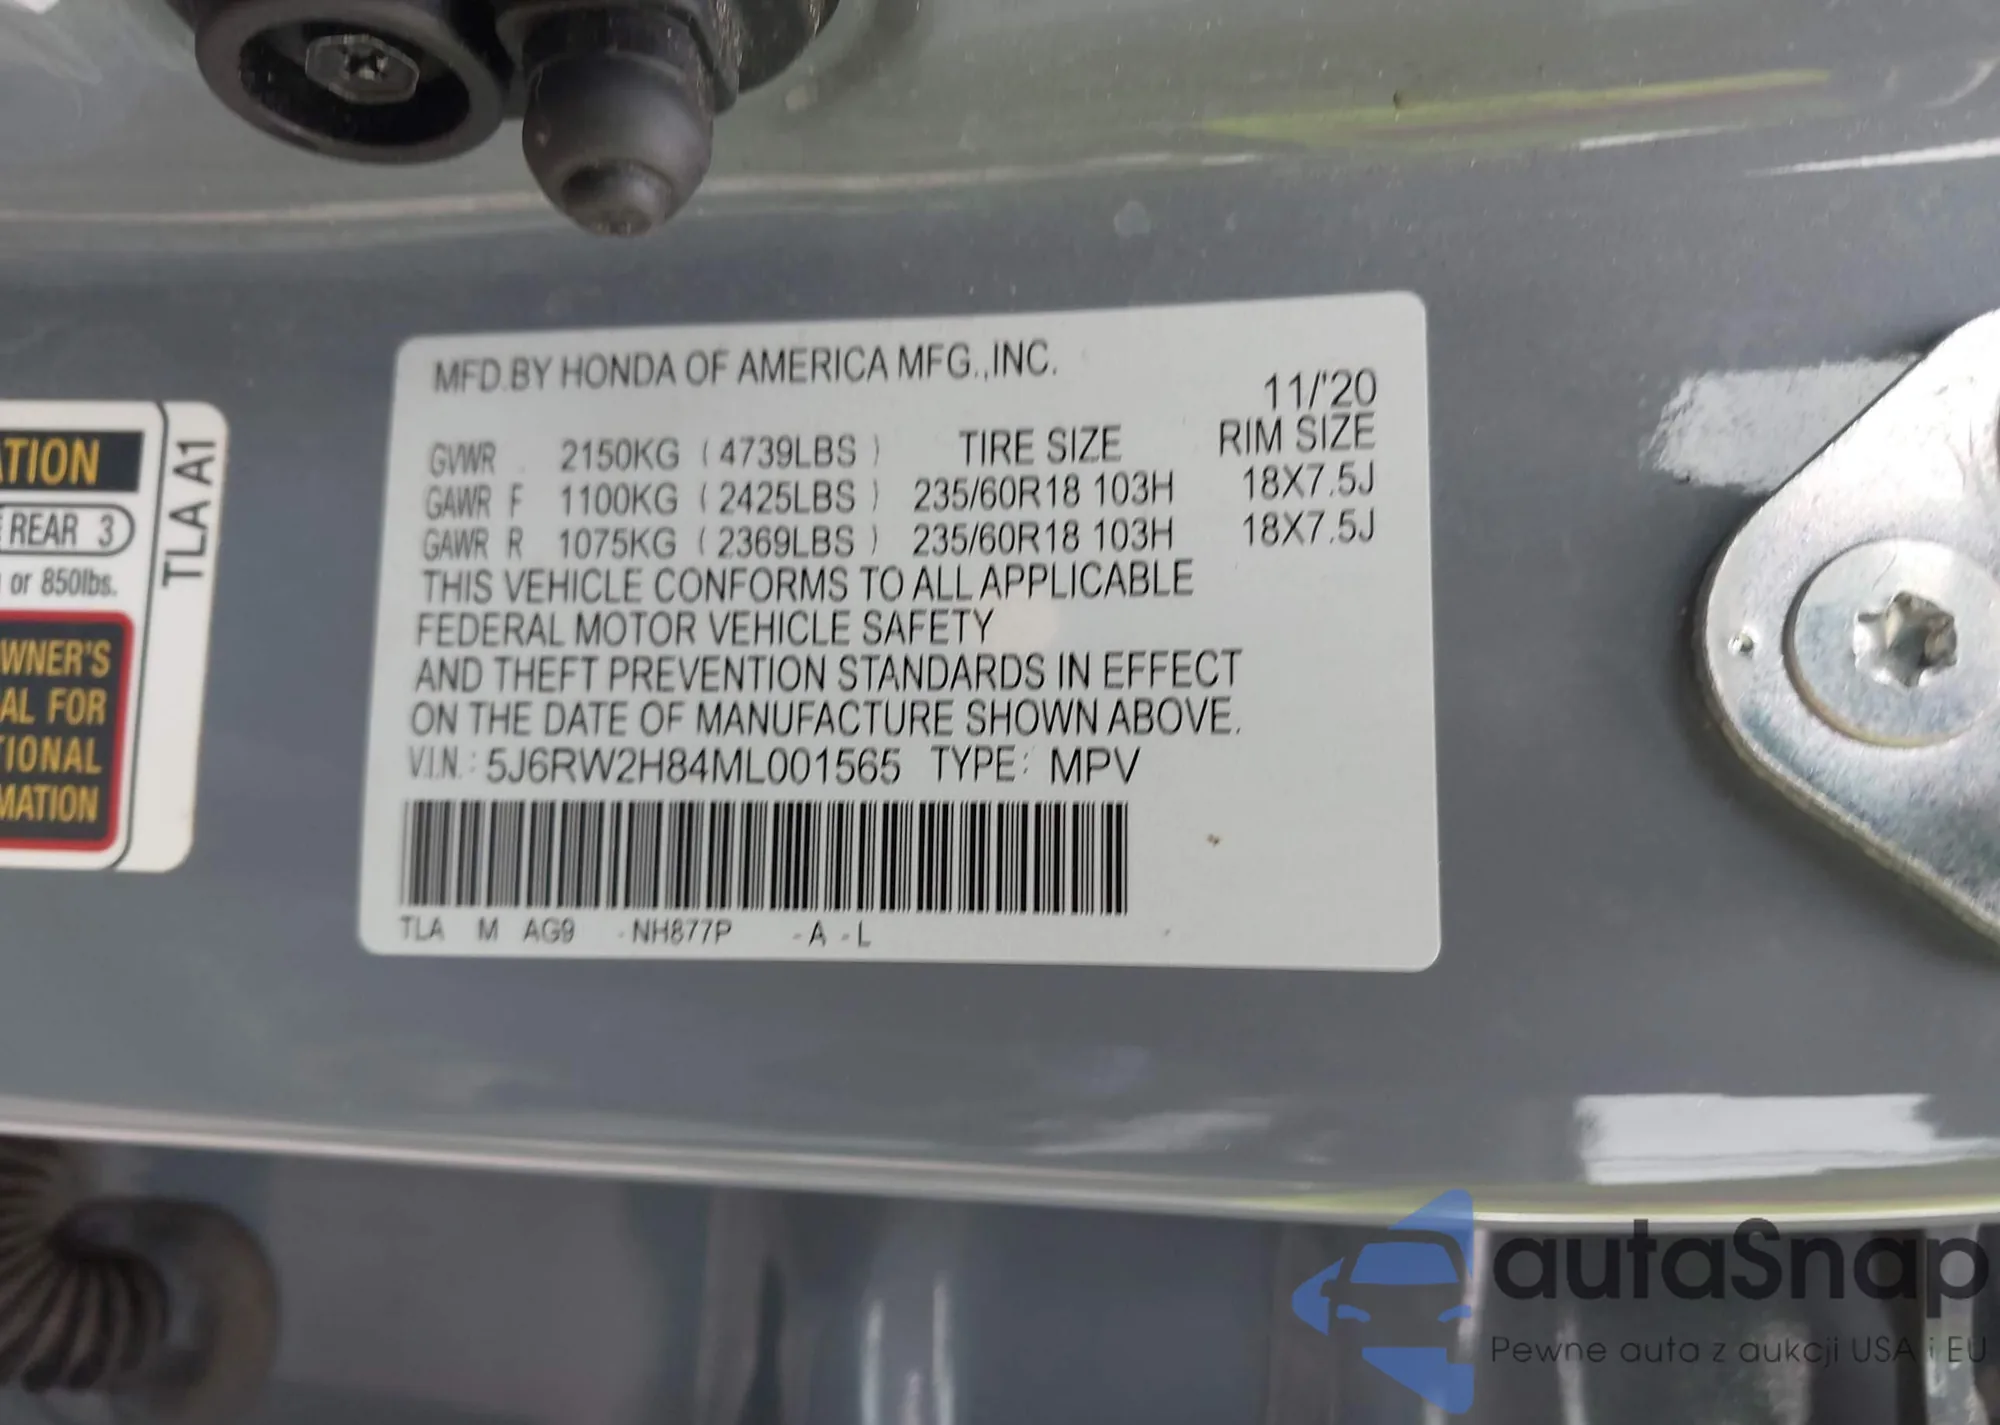 MFD.BY HONDA OF AMERICA MFG.,INC.
11/'20
GVWR 2150KG ( 4739LBS ) TIRE SIZE RIM SIZE
GAWR F 1100KG ( 2425LBS ) 235/60R18 103H 18X7.5J
GAWR R 1075KG ( 2369LBS ) 235/60R18 103H 18X7.5J
THIS VEHICLE CONFORMS TO ALL APPLICABLE
FEDERAL MOTOR VEHICLE SAFETY
AND THEFT PREVENTION STANDARDS IN EFFECT
ON THE DATE OF MANUFACTURE SHOWN ABOVE.
V.I.N.: 5J6RW2H84ML001565 TYPE: MPV
TLA M AG9 -NH877P -A -L
ATION
REAR 3
or 850lbs.
WNER'S
AL FOR
TIONAL
MATION
TLA A1
autaSnap
Pewne auta z aukcji USA i EU